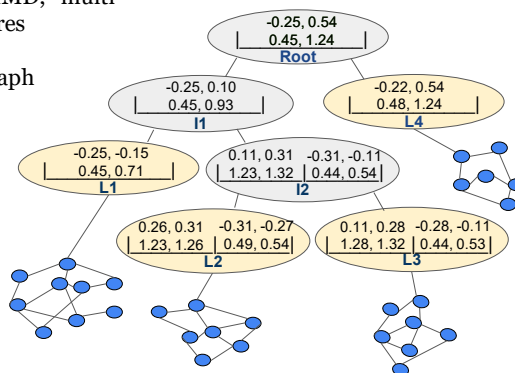 MD, multi-
res
aph
-0.25, 0.54
0.45, 1.24
Root
-0.25, 0.10
0.45, 0.93
I1
-0.22, 0.54
0.48, 1.24
L4
-0.25, -0.15
0.45, 0.71
L1
0.11, 0.31 -0.31, -0.11
1.23, 1.32 0.44, 0.54
I2
0.26, 0.31 -0.31, -0.27
1.23, 1.26 0.49, 0.54
L2
0.11, 0.28 -0.28, -0.11
1.28, 1.32 0.44, 0.53
L3